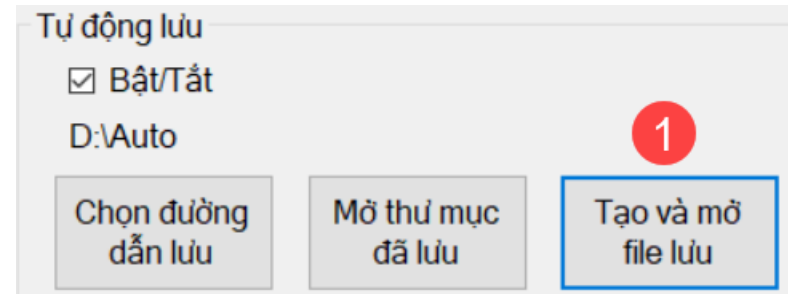 Tự động lưu
Bật/Tắt
D:\Auto
1
Chọn đường
dẫn lưu
Mở thư mục
đã lưu
Tạo và mở
file lưu